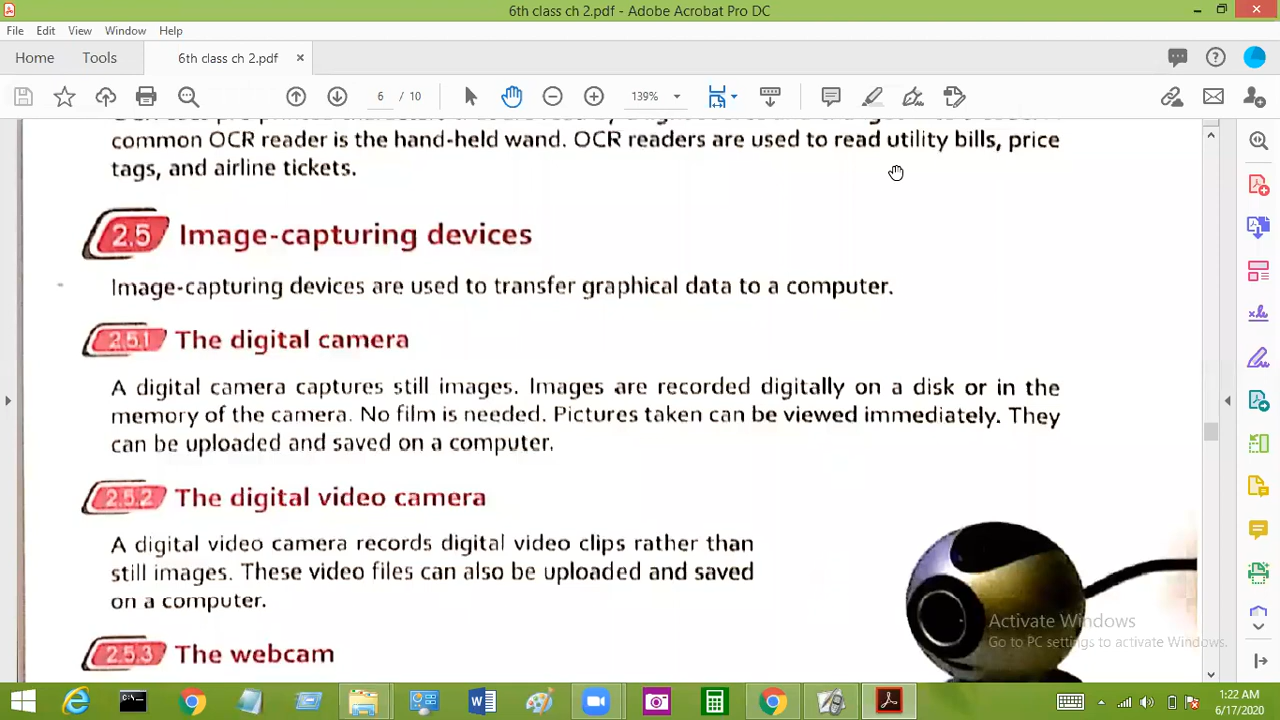 6th class ch 2.pdf - Adobe Acrobat Pro DC
File Edit View Window Help
Home Tools 6th class ch 2.pdf ×
6 / 10 139%
common OCR reader is the hand-held wand. OCR readers are used to read utility bills, price
tags, and airline tickets.
2.5 Image-capturing devices
Image-capturing devices are used to transfer graphical data to a computer.
2.5.1 The digital camera
A digital camera captures still images. Images are recorded digitally on a disk or in the
memory of the camera. No film is needed. Pictures taken can be viewed immediately. They
can be uploaded and saved on a computer.
2.5.2 The digital video camera
A digital video camera records digital video clips rather than
still images. These video files can also be uploaded and saved
on a computer.
Activate Windows
Go to PC settings to activate Windows.
2.5.3 The webcam
1:22 AM
6/17/2020